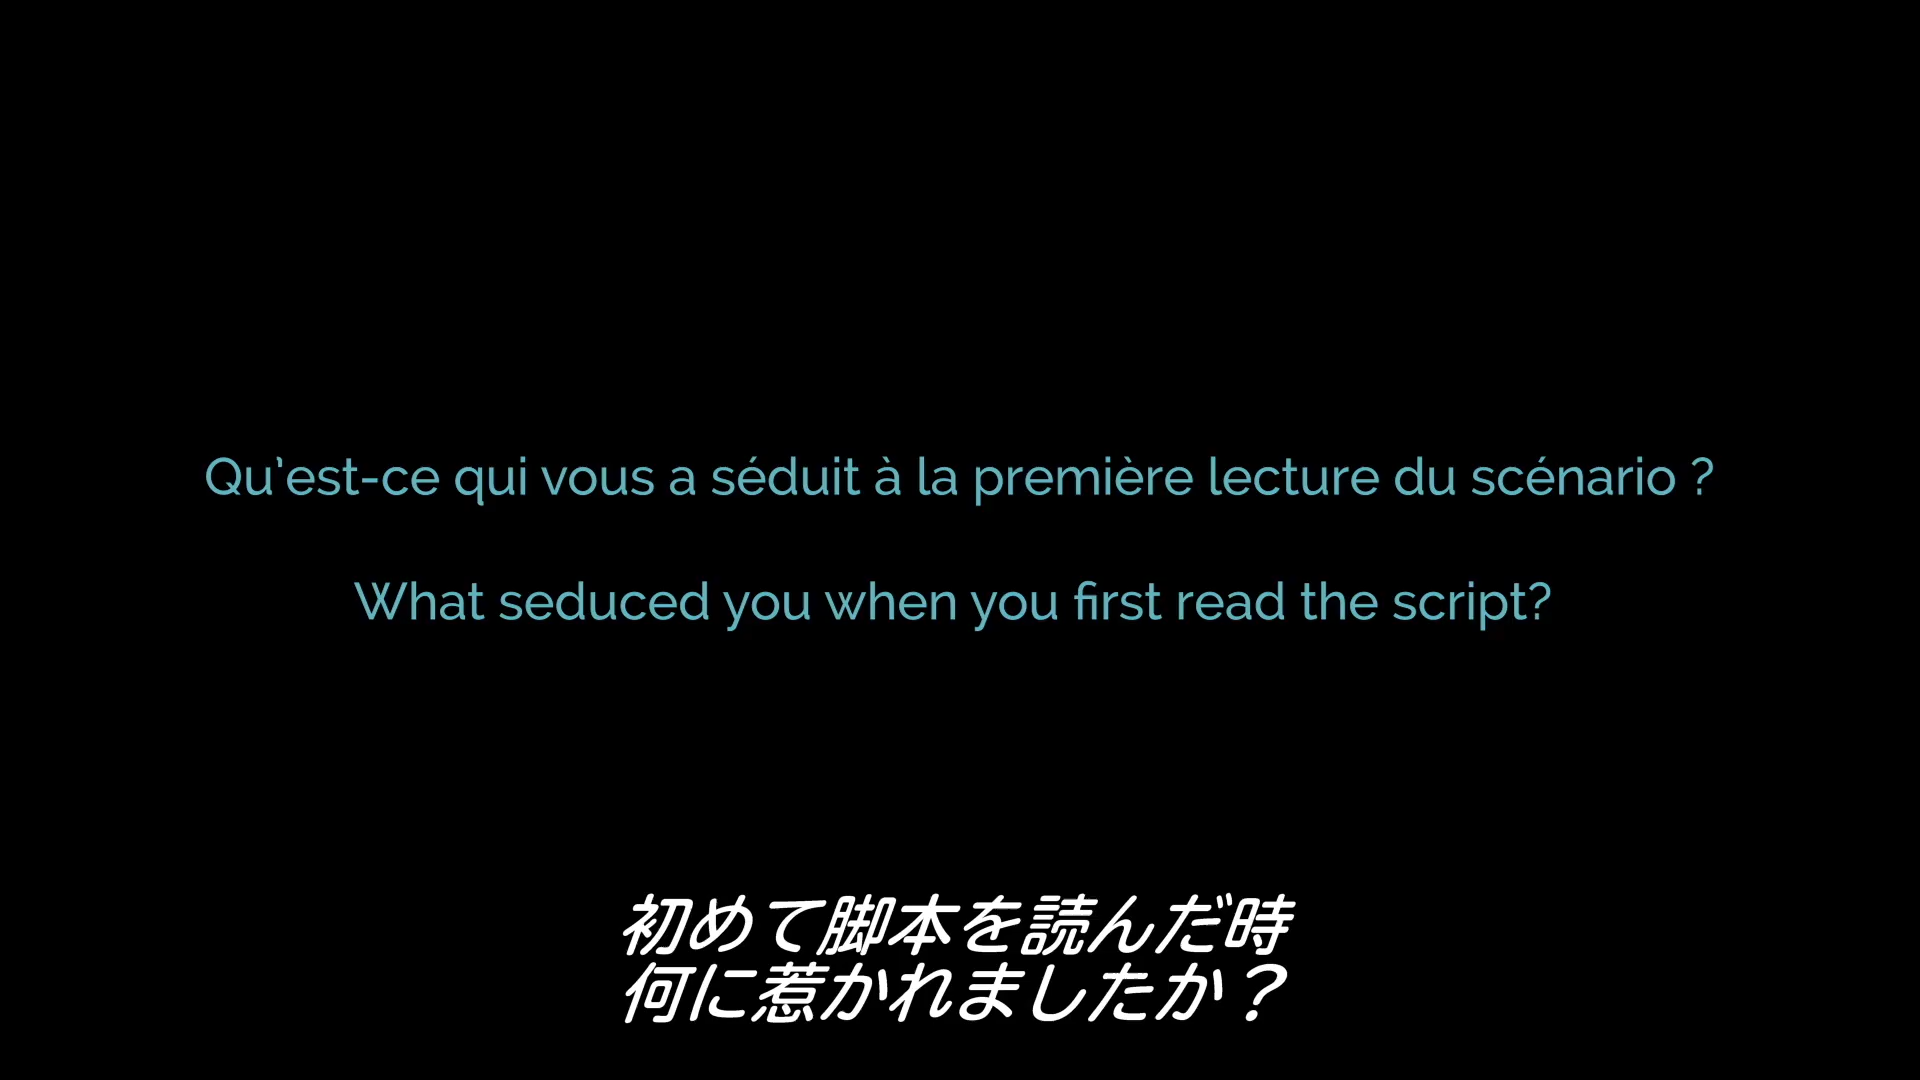 Qu'est-ce qui vous a séduit à la première lecture du scénario ?
What seduced you when you first read the script?
初めて脚本を読んだ時
何に惹かれましたか？